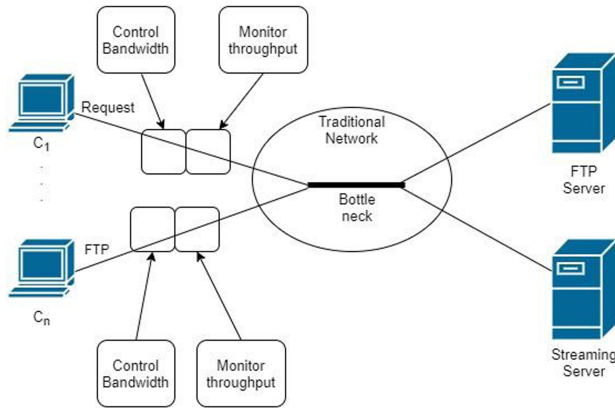 Control
Bandwidth
Monitor
throughput
Request
C1
Traditional
Network
FTP
Server
Bottle
neck
FTP
Cn
Control
Bandwidth
Monitor
throughput
Streaming
Server